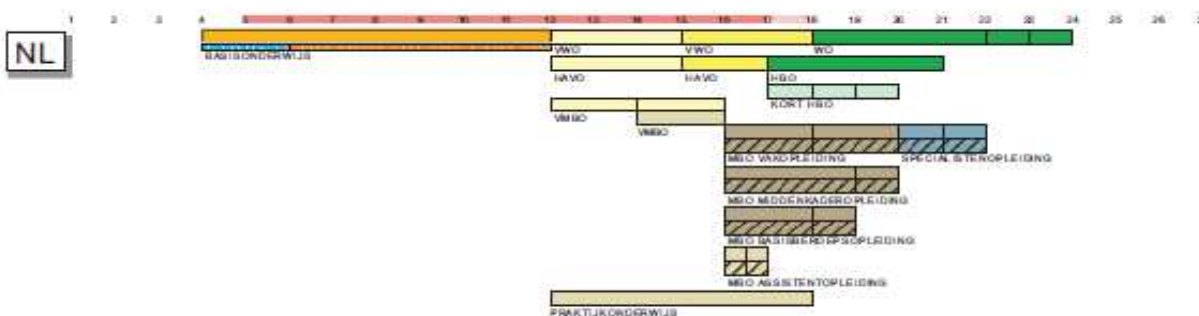 1 2 3 4 5 6 7 8 9 10 11 12 13 14 15 16 17 18 19 20 21 22 23 24 25 26
NL
BASISONDERWIJS VWO VWO WO
HAVO HAVO HBO
KORT HBO
VMBO
VMBO
MBO VAKOPLEIDING SPECIALISTENOPLEIDING
MBO MIDDENKADEROPLEIDING
MBO BASISBEROEPSOPLEIDING
MBO ASSISTENTOPLEIDING
PRAKTIJKONDERWIJS